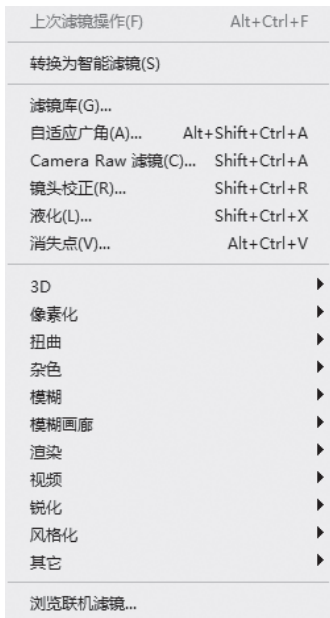 上次滤镜操作(F) Alt+Ctrl+F
转换为智能滤镜(S)
滤镜库(G)...
自适应广角(A)... Alt+Shift+Ctrl+A
Camera Raw 滤镜(C)... Shift+Ctrl+A
镜头校正(R)... Shift+Ctrl+R
液化(L)... Shift+Ctrl+X
消失点(V)... Alt+Ctrl+V
3D
像素化
扭曲
杂色
模糊
模糊画廊
渲染
视频
锐化
风格化
其它
浏览联机滤镜...